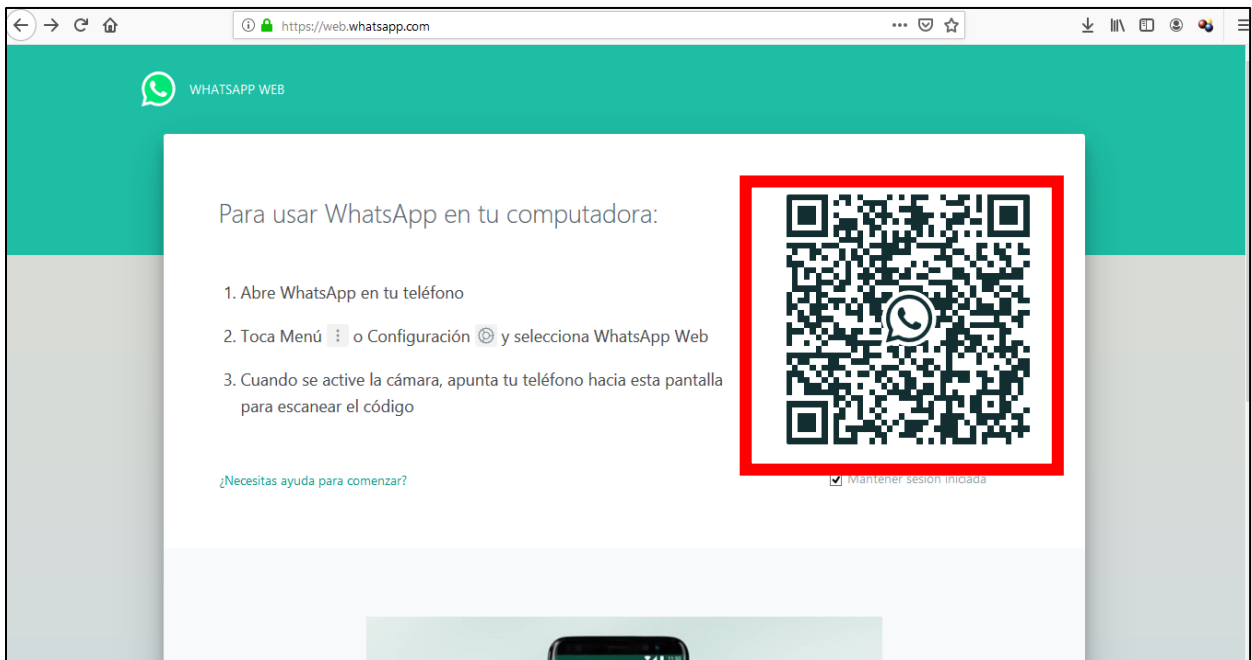 https://web.whatsapp.com
WHATSAPP WEB
Para usar WhatsApp en tu computadora:
1. Abre WhatsApp en tu teléfono
2. Toca Menú o Configuración y selecciona WhatsApp Web
3. Cuando se active la cámara, apunta tu teléfono hacia esta pantalla
para escanear el código
¿Necesitas ayuda para comenzar?
Mantener sesión iniciada